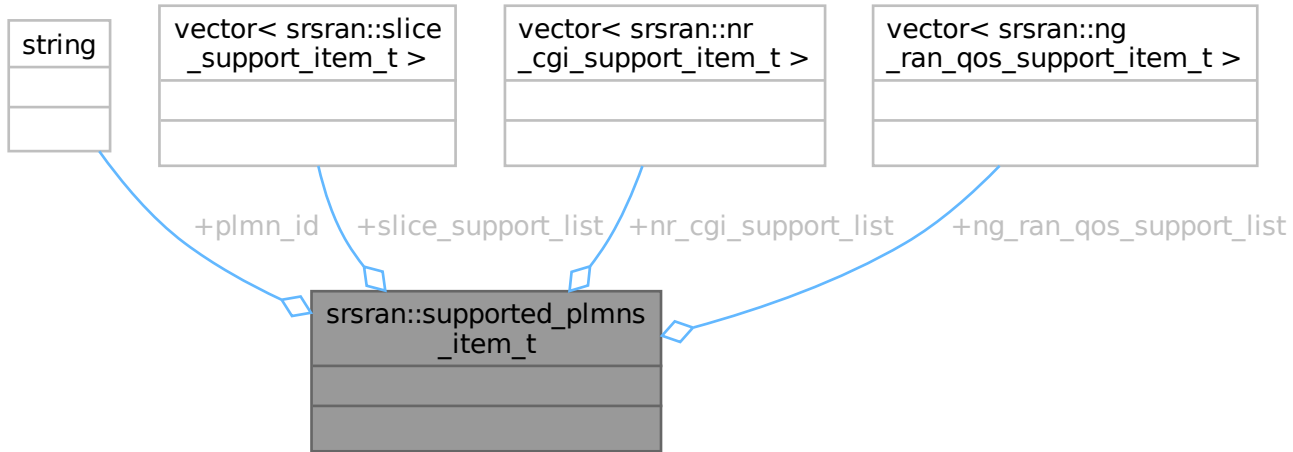 string
vector< srsran::slice
_support_item_t >
vector< srsran::nr
_cgi_support_item_t >
vector< srsran::ng
_ran_qos_support_item_t >
+plmn_id
+slice_support_list
+nr_cgi_support_list
+ng_ran_qos_support_list
srsran::supported_plmns
_item_t